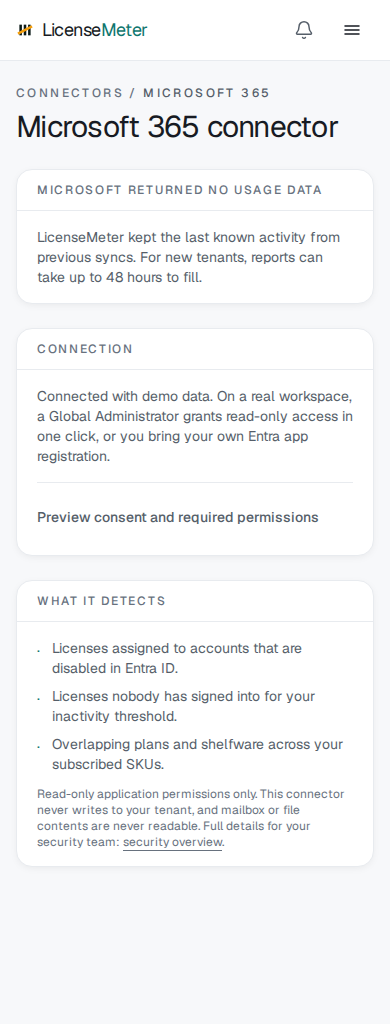 LicenseMeter
CONNECTORS / MICROSOFT 365
Microsoft 365 connector
MICROSOFT RETURNED NO USAGE DATA
LicenseMeter kept the last known activity from
previous syncs. For new tenants, reports can
take up to 48 hours to fill.
CONNECTION
Connected with demo data. On a real workspace,
a Global Administrator grants read-only access in
one click, or you bring your own Entra app
registration.
Preview consent and required permissions
WHAT IT DETECTS
· Licenses assigned to accounts that are
disabled in Entra ID.
· Licenses nobody has signed into for your
inactivity threshold.
· Overlapping plans and shelfware across your
subscribed SKUs.
Read-only application permissions only. This connector
never writes to your tenant, and mailbox or file
contents are never readable. Full details for your
security team: security overview.